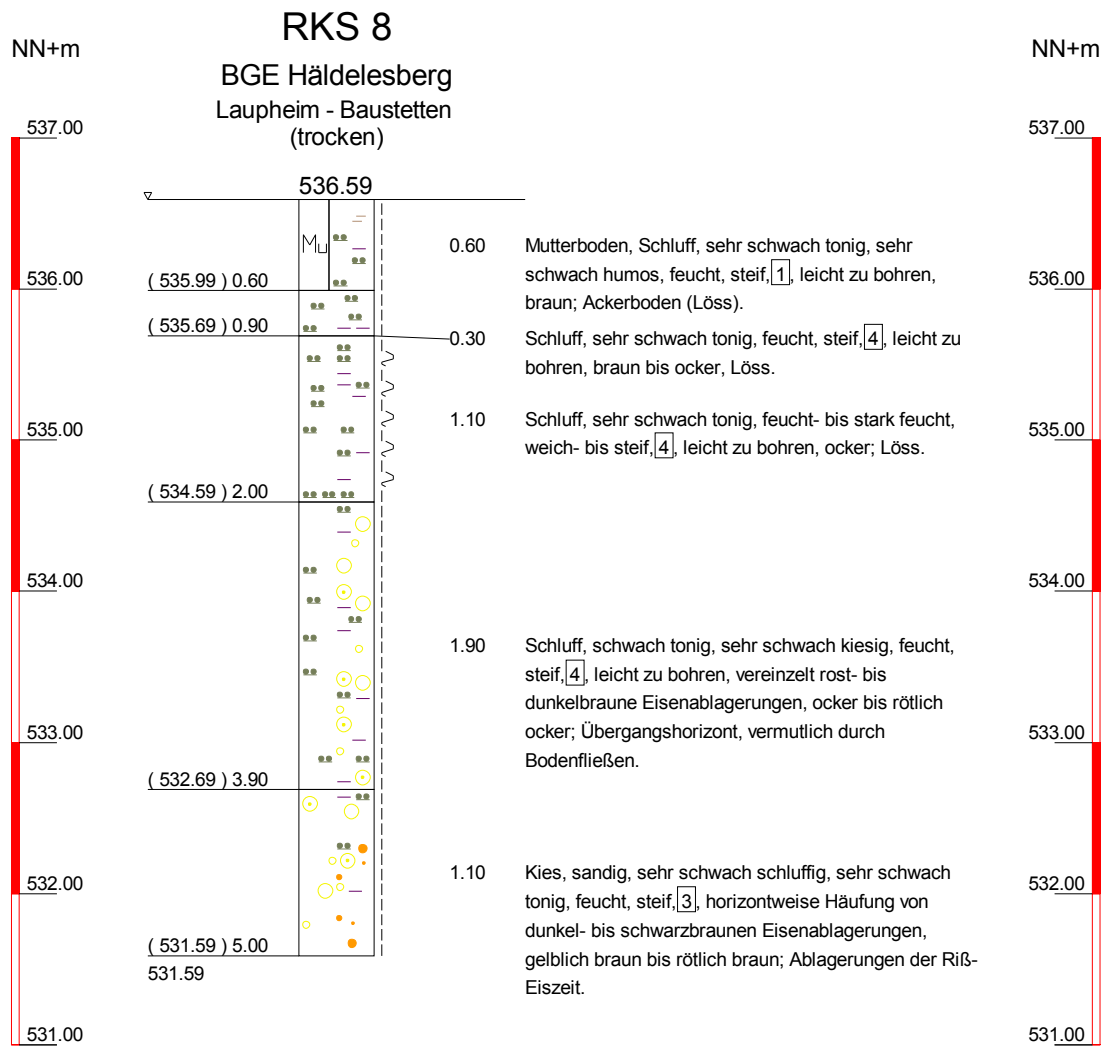 RKS 8
NN+m
NN+m
BGE Häldelesberg
Laupheim - Baustetten
(trocken)
537.00
537.00
536.59
Mu
0.60
Mutterboden, Schluff, sehr schwach tonig, sehr
schwach humos, feucht, steif, 1, leicht zu bohren,
braun; Ackerboden (Löss).
536.00
( 535.99 ) 0.60
536.00
( 535.69 ) 0.90
0.30
Schluff, sehr schwach tonig, feucht, steif, 4, leicht zu
bohren, braun bis ocker, Löss.
1.10
Schluff, sehr schwach tonig, feucht- bis stark feucht,
weich- bis steif, 4, leicht zu bohren, ocker; Löss.
535.00
535.00
( 534.59 ) 2.00
534.00
534.00
1.90
Schluff, schwach tonig, sehr schwach kiesig, feucht,
steif, 4, leicht zu bohren, vereinzelt rost- bis
dunkelbraune Eisenablagerungen, ocker bis rötlich
ocker; Übergangshorizont, vermutlich durch
Bodenfließen.
533.00
533.00
( 532.69 ) 3.90
532.00
532.00
1.10
Kies, sandig, sehr schwach schluffig, sehr schwach
tonig, feucht, steif, 3, horizontweise Häufung von
dunkel- bis schwarzbraunen Eisenablagerungen,
gelblich braun bis rötlich braun; Ablagerungen der Riß-
Eiszeit.
( 531.59 ) 5.00
531.59
531.00
531.00